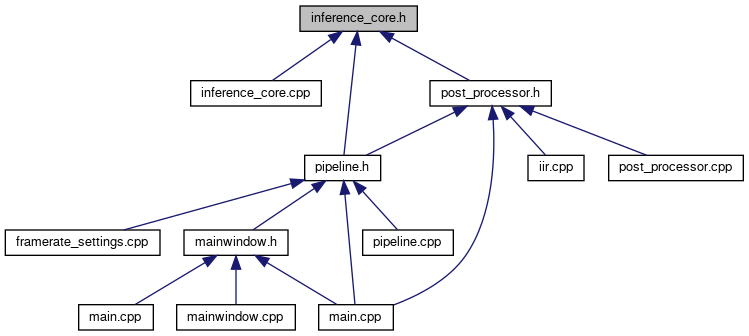 inference_core.h
inference_core.cpp
post_processor.h
pipeline.h
iir.cpp
post_processor.cpp
framerate_settings.cpp
mainwindow.h
pipeline.cpp
main.cpp
mainwindow.cpp
main.cpp